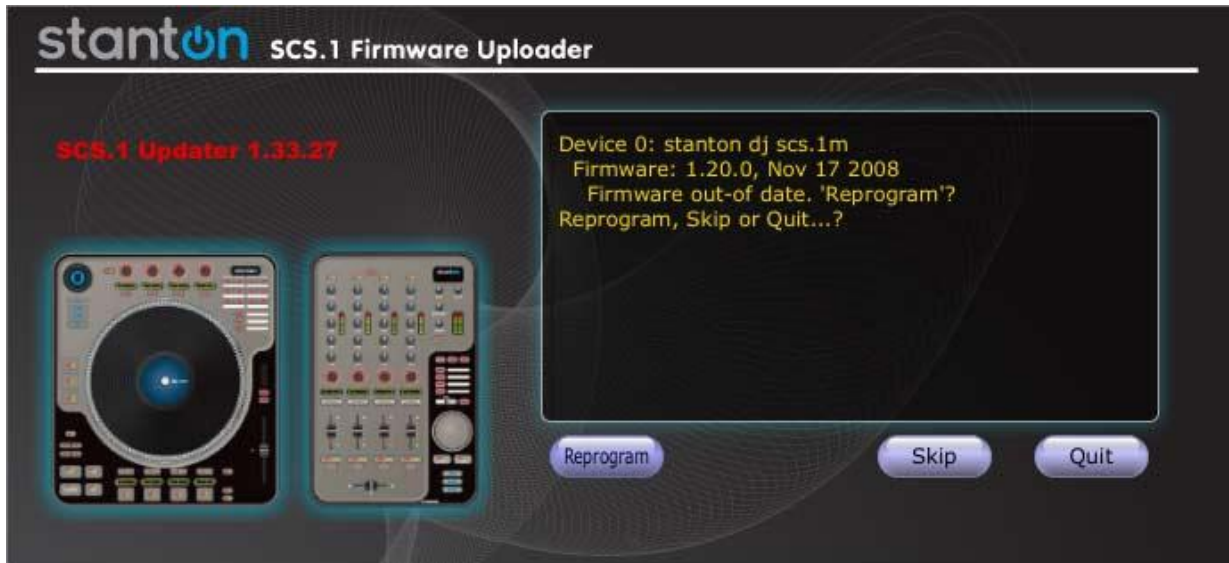 stanton SCS.1 Firmware Uploader
SCS.1 Updater 1.33.27
Device 0: stanton dj scs.1m
Firmware: 1.20.0, Nov 17 2008
Firmware out-of date. 'Reprogram'?
Reprogram, Skip or Quit...?
stanton
Reprogram Skip Quit